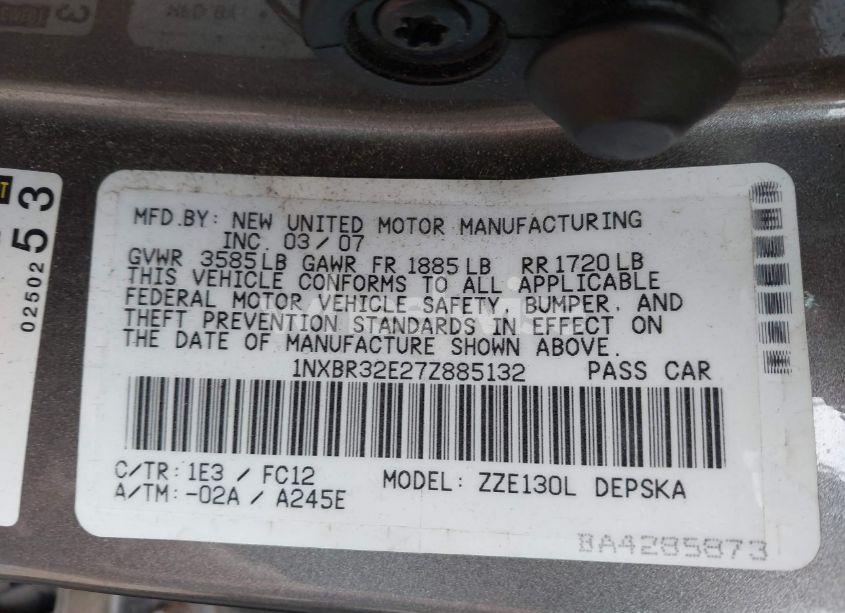 02502 53
MFD.BY: NEW UNITED MOTOR MANUFACTURING
INC. 03/07
GVWR 3585LB GAWR FR 1885LB RR1720LB
THIS VEHICLE CONFORMS TO ALL APPLICABLE
FEDERAL MOTOR VEHICLE SAFETY, BUMPER, AND
THEFT PREVENTION STANDARDS IN EFFECT ON
THE DATE OF MANUFACTURE SHOWN ABOVE.
1NXBR32E27Z885132 PASS CAR
C/TR: 1E3 / FC12 MODEL: ZZE130L DEPSKA
A/TM: -02A / A245E
BA4285873